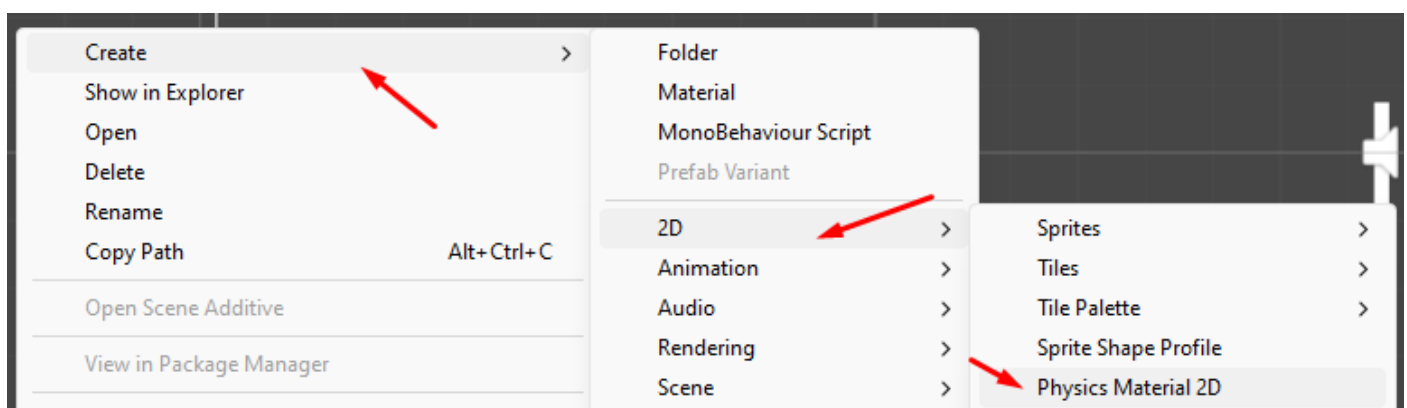 Create
Show in Explorer
Open
Delete
Rename
Copy Path Alt+Ctrl+C
Open Scene Additive
View in Package Manager
Folder
Material
MonoBehaviour Script
Prefab Variant
2D
Animation
Audio
Rendering
Scene
Sprites
Tiles
Tile Palette
Sprite Shape Profile
Physics Material 2D